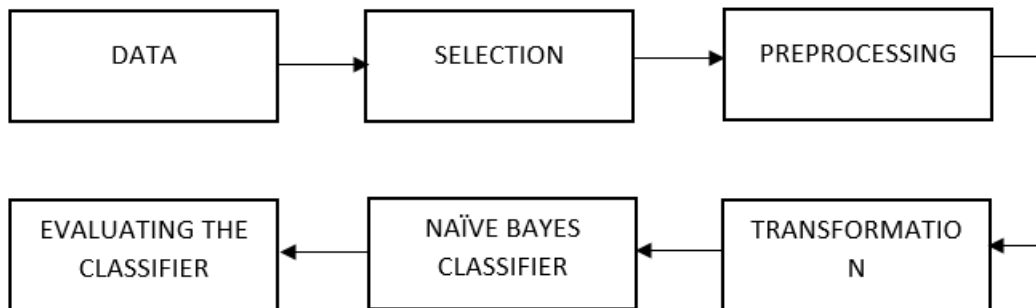 DATA
SELECTION
PREPROCESSING
EVALUATING THE
CLASSIFIER
NAÏVE BAYES
CLASSIFIER
TRANSFORMATIO
N